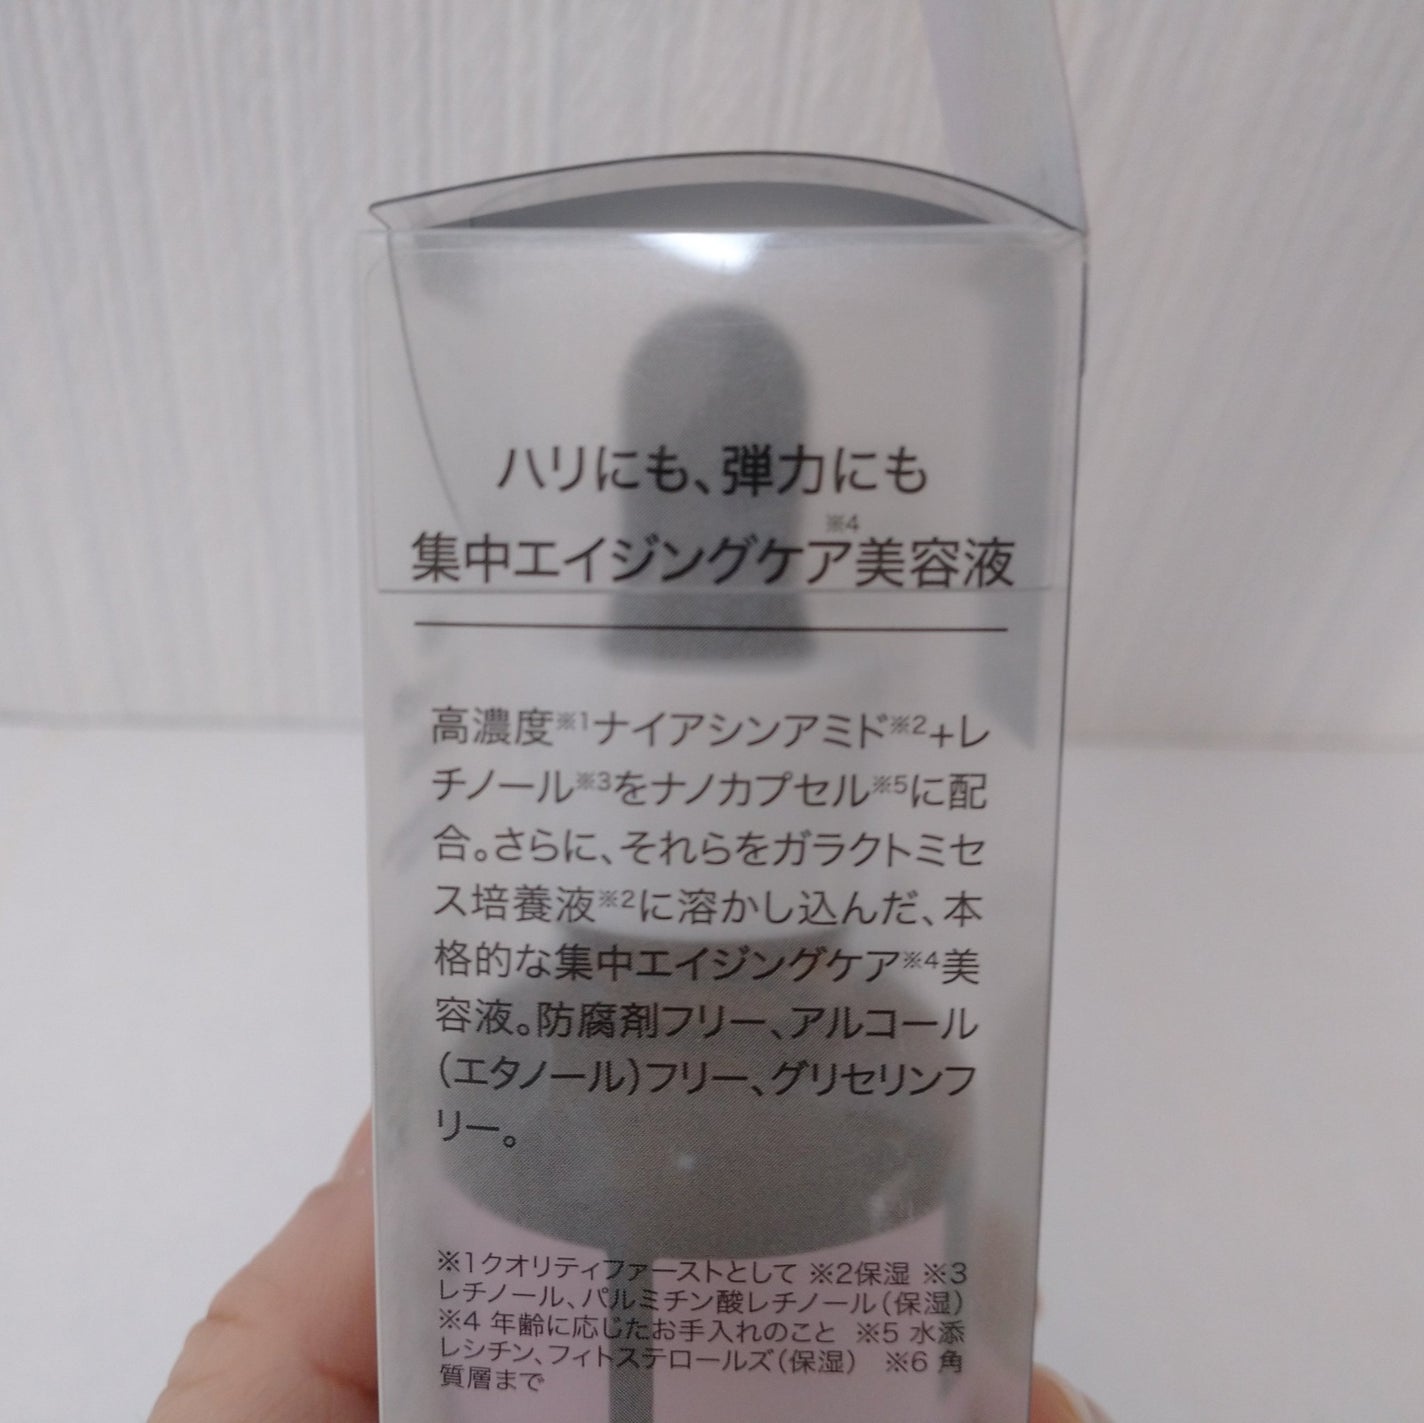 ハリにも、弾力にも
集中エイジングケア※4美容液
高濃度※1ナイアシンアミド※2+レ
チノール※3をナノカプセル※5に配
合。さらに、それらをガラクトミセ
ス培養液※2に溶かし込んだ、本
格的な集中エイジングケア※4美
容液。防腐剤フリー、アルコール
(エタノール)フリー、グリセリンフ
リー。
※1クオリティファーストとして ※2保湿 ※3
レチノール、パルミチン酸レチノール(保湿)
※4 年齢に応じたお手入れのこと ※5 水添
レシチン、フィトステロールズ(保湿) ※6 角
質層まで